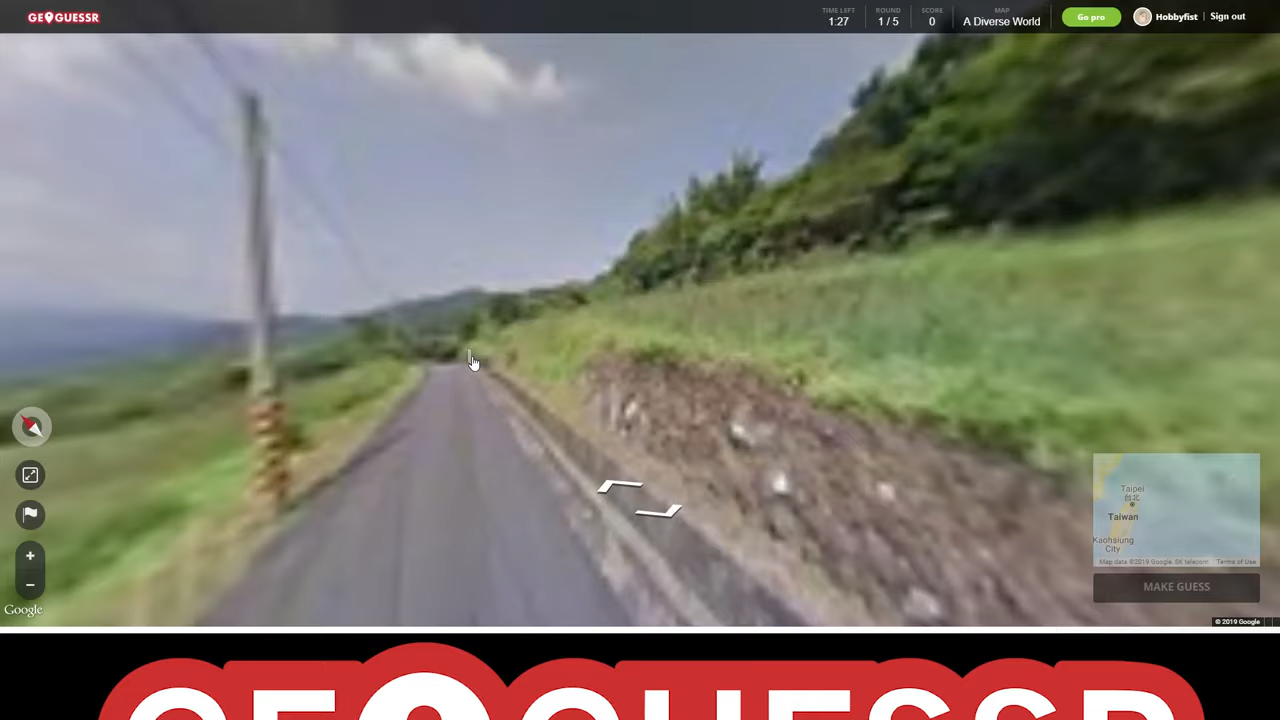 GEOGUESSR
TIME LEFT
1:27
ROUND
1 / 5
SCORE
0
MAP
A Diverse World
Go pro
Hobbyfist
Sign out
Taipei
台北
Taiwan
Kaohsiung
City
Map data ©2019 Google, SK telecom
Terms of Use
MAKE GUESS
+
−
Google
© 2019 Google
GEOGUESSR